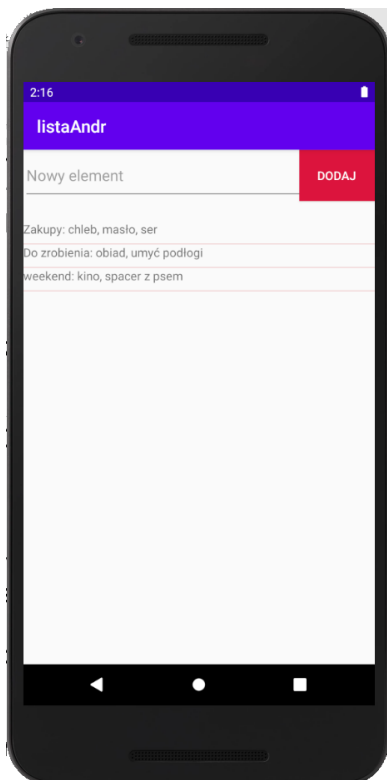 2:16
listaAndr
Nowy element
DODAJ
Zakupy: chleb, masło, ser
Do zrobienia: obiad, umyć podłogi
weekend: kino, spacer z psem